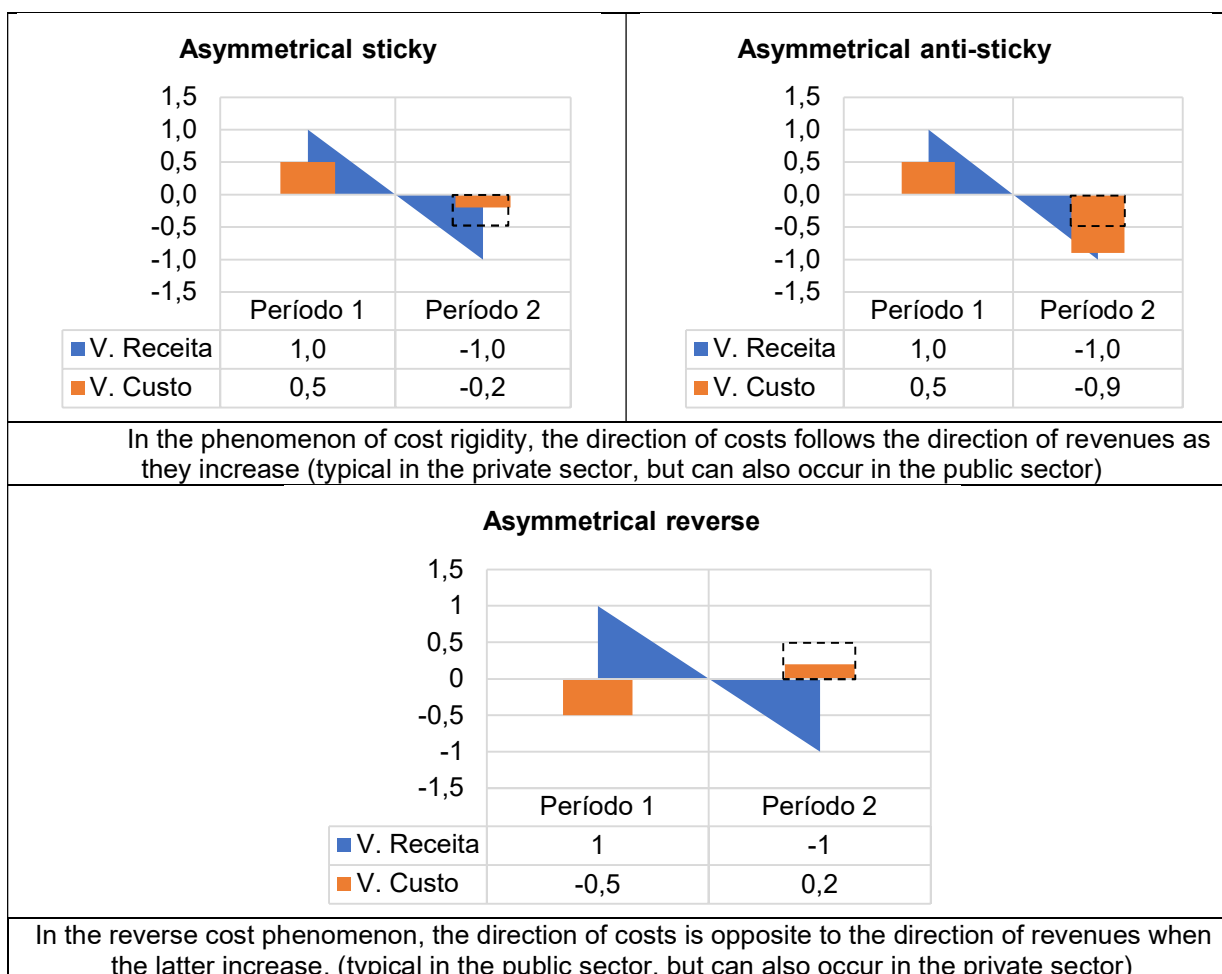 Asymmetrical sticky
1,5
1,0
0,5
0,0
-0,5
-1,0
-1,5
Período 1 Período 2
V. Receita 1,0 -1,0
V. Custo 0,5 -0,2
Asymmetrical anti-sticky
1,5
1,0
0,5
0,0
-0,5
-1,0
-1,5
Período 1 Período 2
V. Receita 1,0 -1,0
V. Custo 0,5 -0,9
In the phenomenon of cost rigidity, the direction of costs follows the direction of revenues as
they increase (typical in the private sector, but can also occur in the public sector)
Asymmetrical reverse
1,5
1
0,5
0
-0,5
-1
-1,5
Período 1 Período 2
V. Receita 1 -1
V. Custo -0,5 0,2
In the reverse cost phenomenon, the direction of costs is opposite to the direction of revenues when
the latter increase. (typical in the public sector, but can also occur in the private sector)